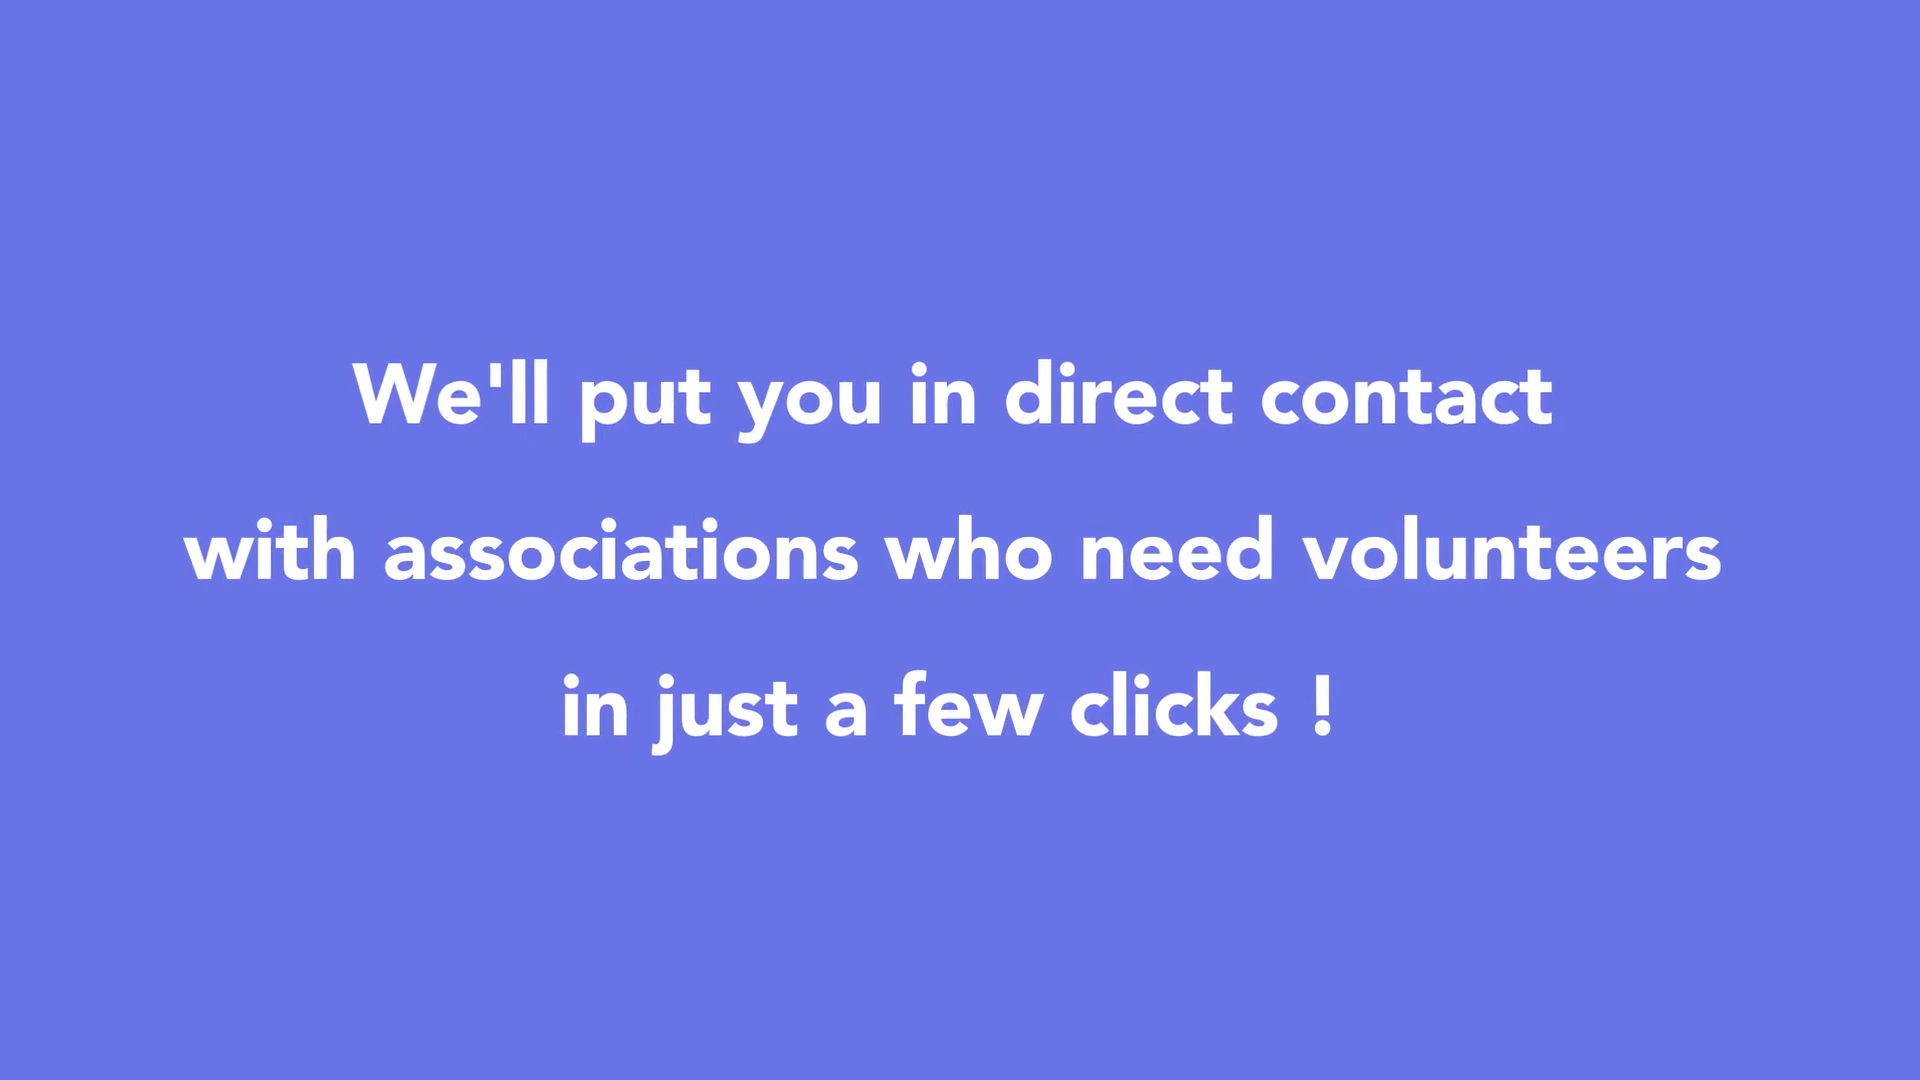 We'll put you in direct contact
with associations who need volunteers
in just a few clicks !